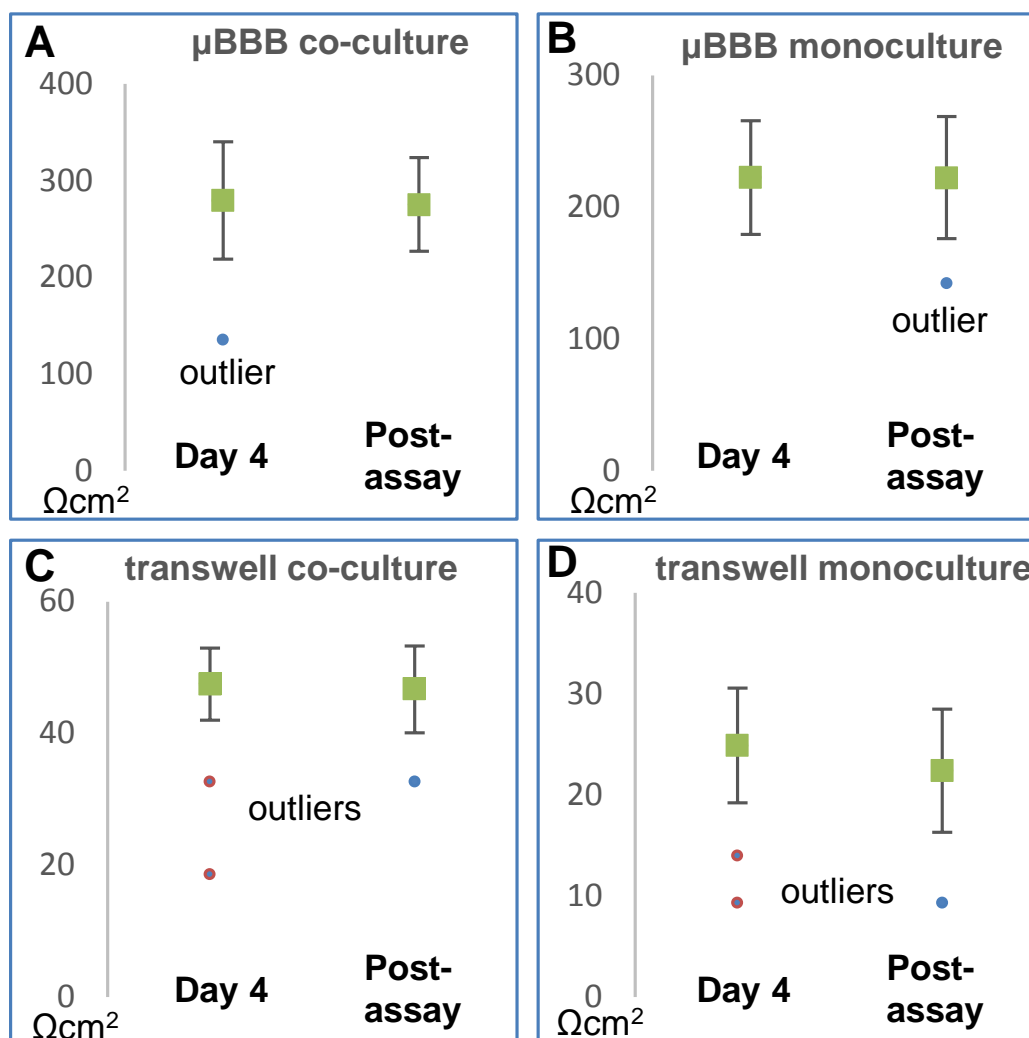 A
µBBB co-culture
400
300
200
100
0
outlier
Day 4
Post-
assay
Ωcm²
B
µBBB monoculture
300
200
100
0
outlier
Day 4
Post-
assay
Ωcm²
C
transwell co-culture
60
40
20
0
outliers
Day 4
Post-
assay
Ωcm²
D
transwell monoculture
40
30
20
10
0
outliers
Day 4
Post-
assay
Ωcm²